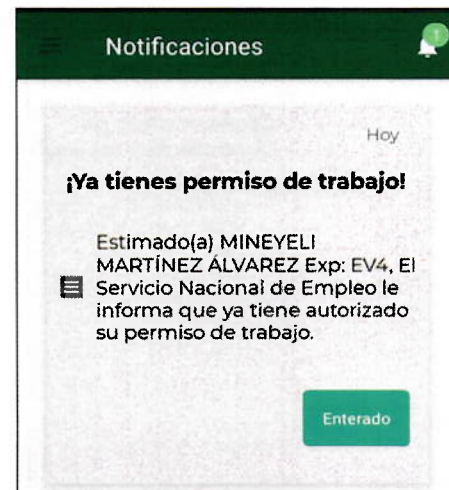 Notificaciones
1
Hoy
¡Ya tienes permiso de trabajo!
Estimado(a) MINEYELI
MARTÍNEZ ÁLVAREZ Exp: EV4, El
Servicio Nacional de Empleo le
informa que ya tiene autorizado
su permiso de trabajo.
Enterado